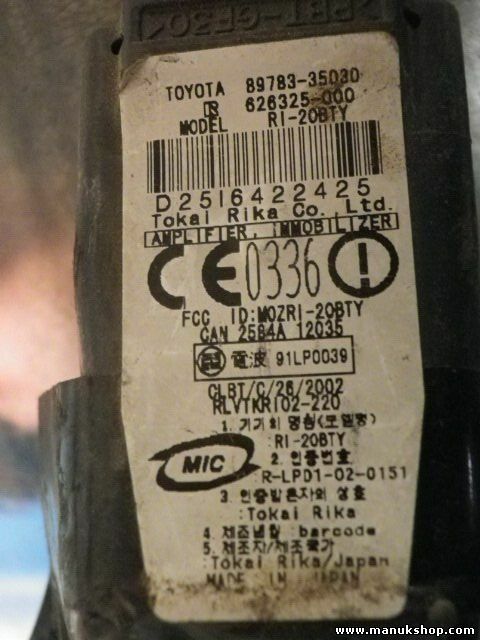 >PBT-GF30<
TOYOTA 89783-35030
626325-000
MODEL RI-20BTY
D2516422425
Tokai Rika Co. Ltd.
AMPLIFIER, IMMOBILIZER
CE0336
FCC ID:MOZRI-20BTY
CAN 2584A 12035
電波 91LP0039
CLBT/C/26/2002
RLVTKRI02-220
1. 기기의 명칭(모델명)
:RI-20BTY
MIC
2. 인증번호
R-LPD1-02-0151
3. 인증받은자의 상호
:Tokai Rika
4. 제조년월 : barcode
5. 제조자/제조국가
:Tokai Rika/Japan
MADE IN JAPAN
www.manukshop.com